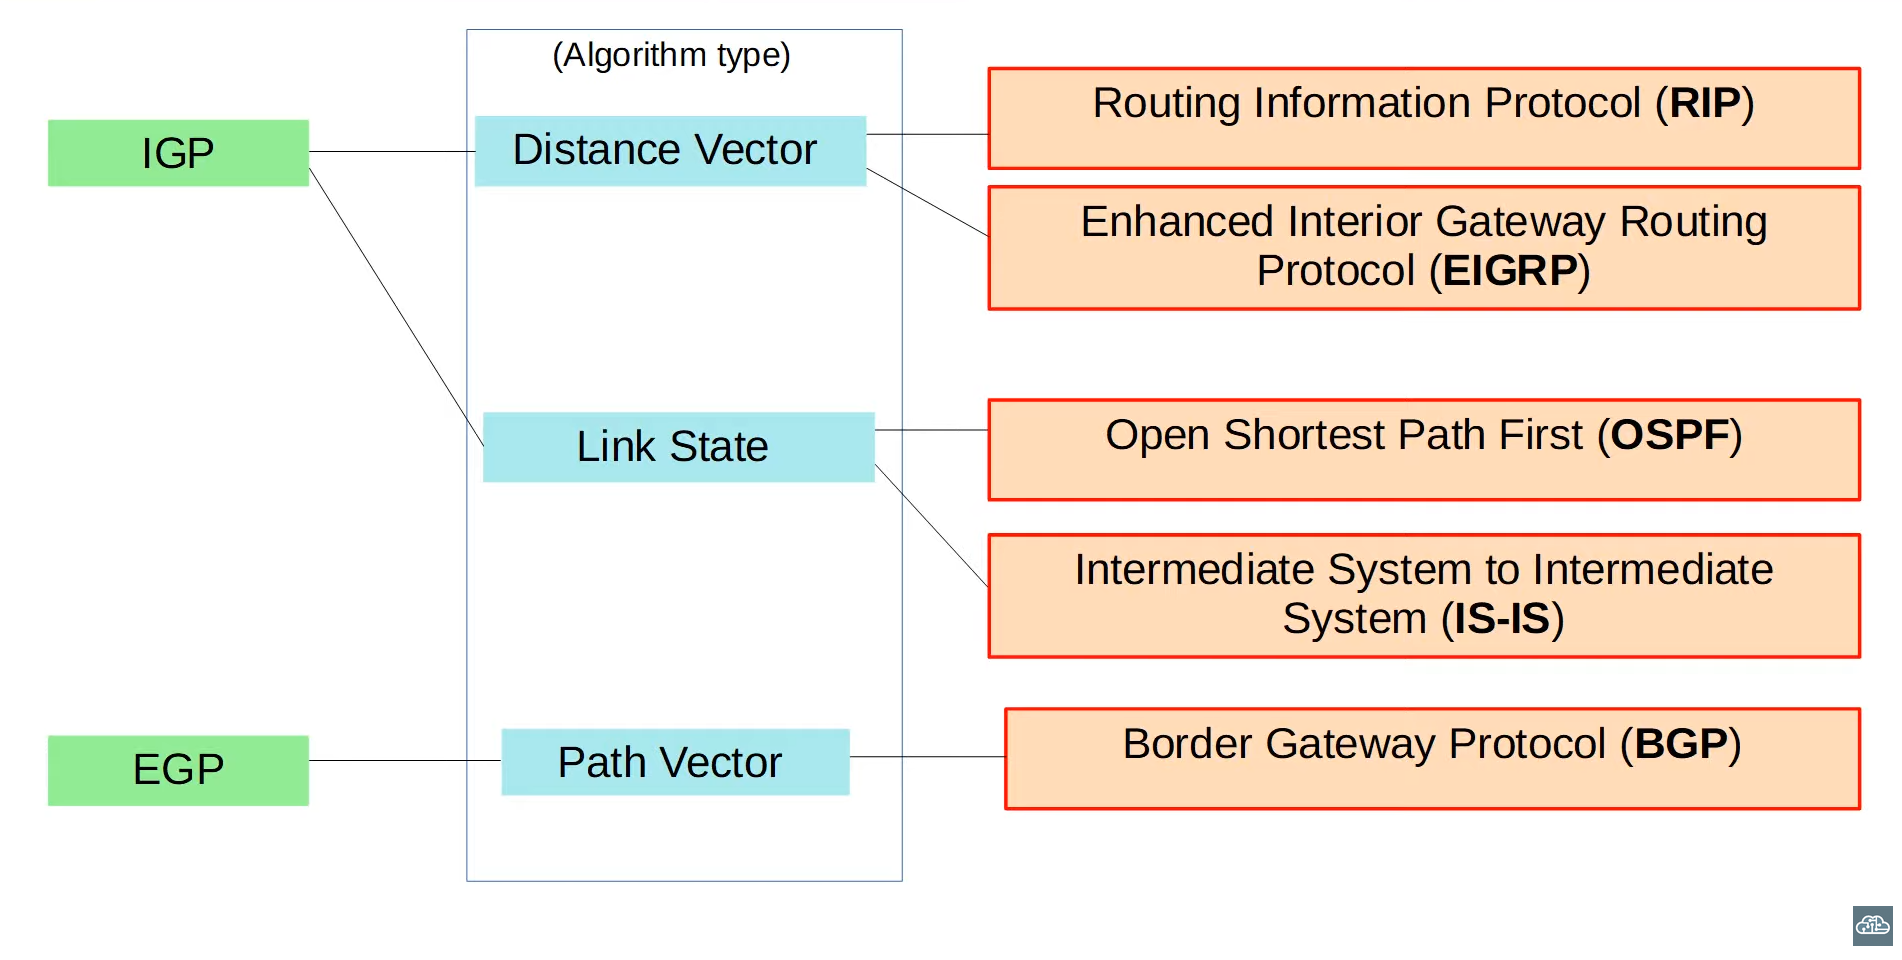 (Algorithm type)
IGP
Distance Vector
Routing Information Protocol (RIP)
Enhanced Interior Gateway Routing
Protocol (EIGRP)
Link State
Open Shortest Path First (OSPF)
Intermediate System to Intermediate
System (IS-IS)
EGP
Path Vector
Border Gateway Protocol (BGP)